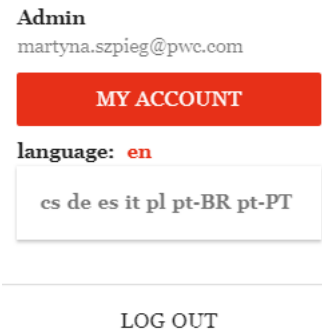 Admin
martyna.szpieg@pwc.com
MY ACCOUNT
language: en
cs de es it pl pt-BR pt-PT
LOG OUT